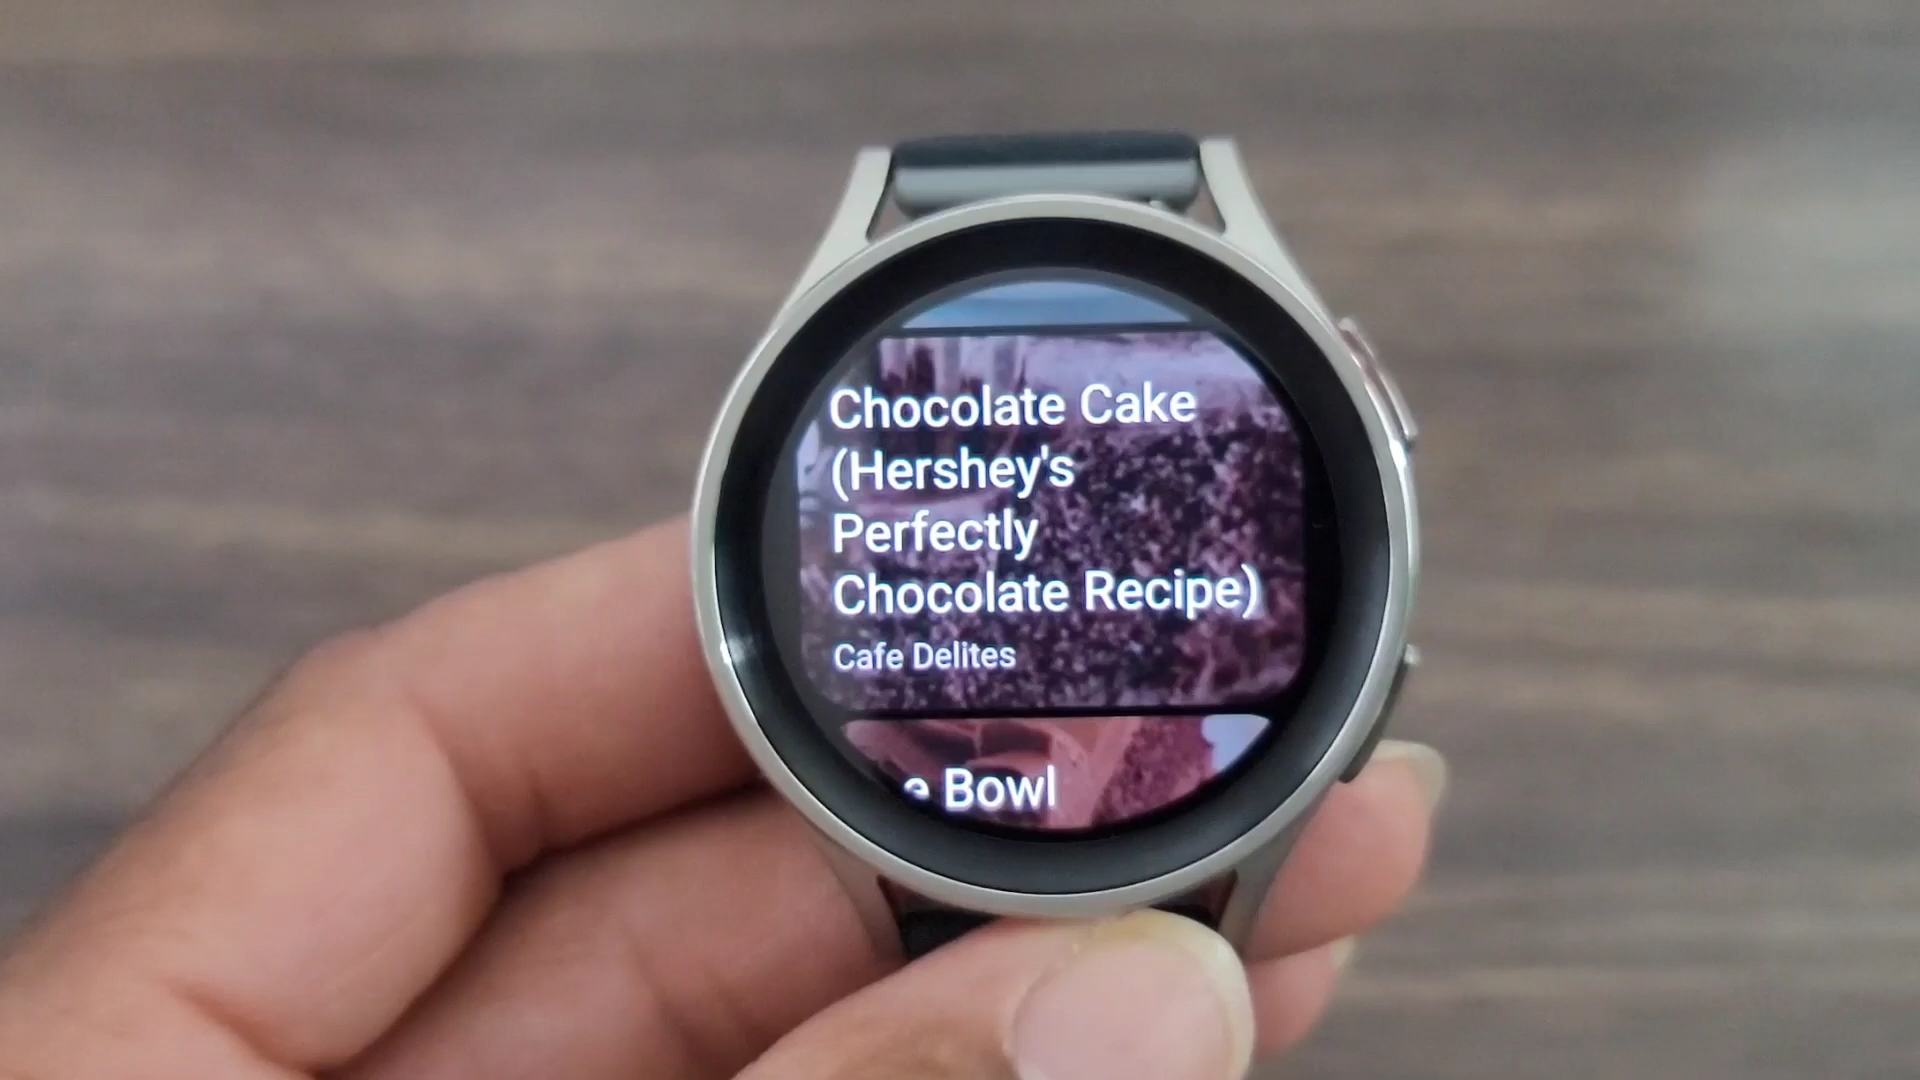 Chocolate Cake
(Hershey's
Perfectly
Chocolate Recipe)
Cafe Delites
Bowl